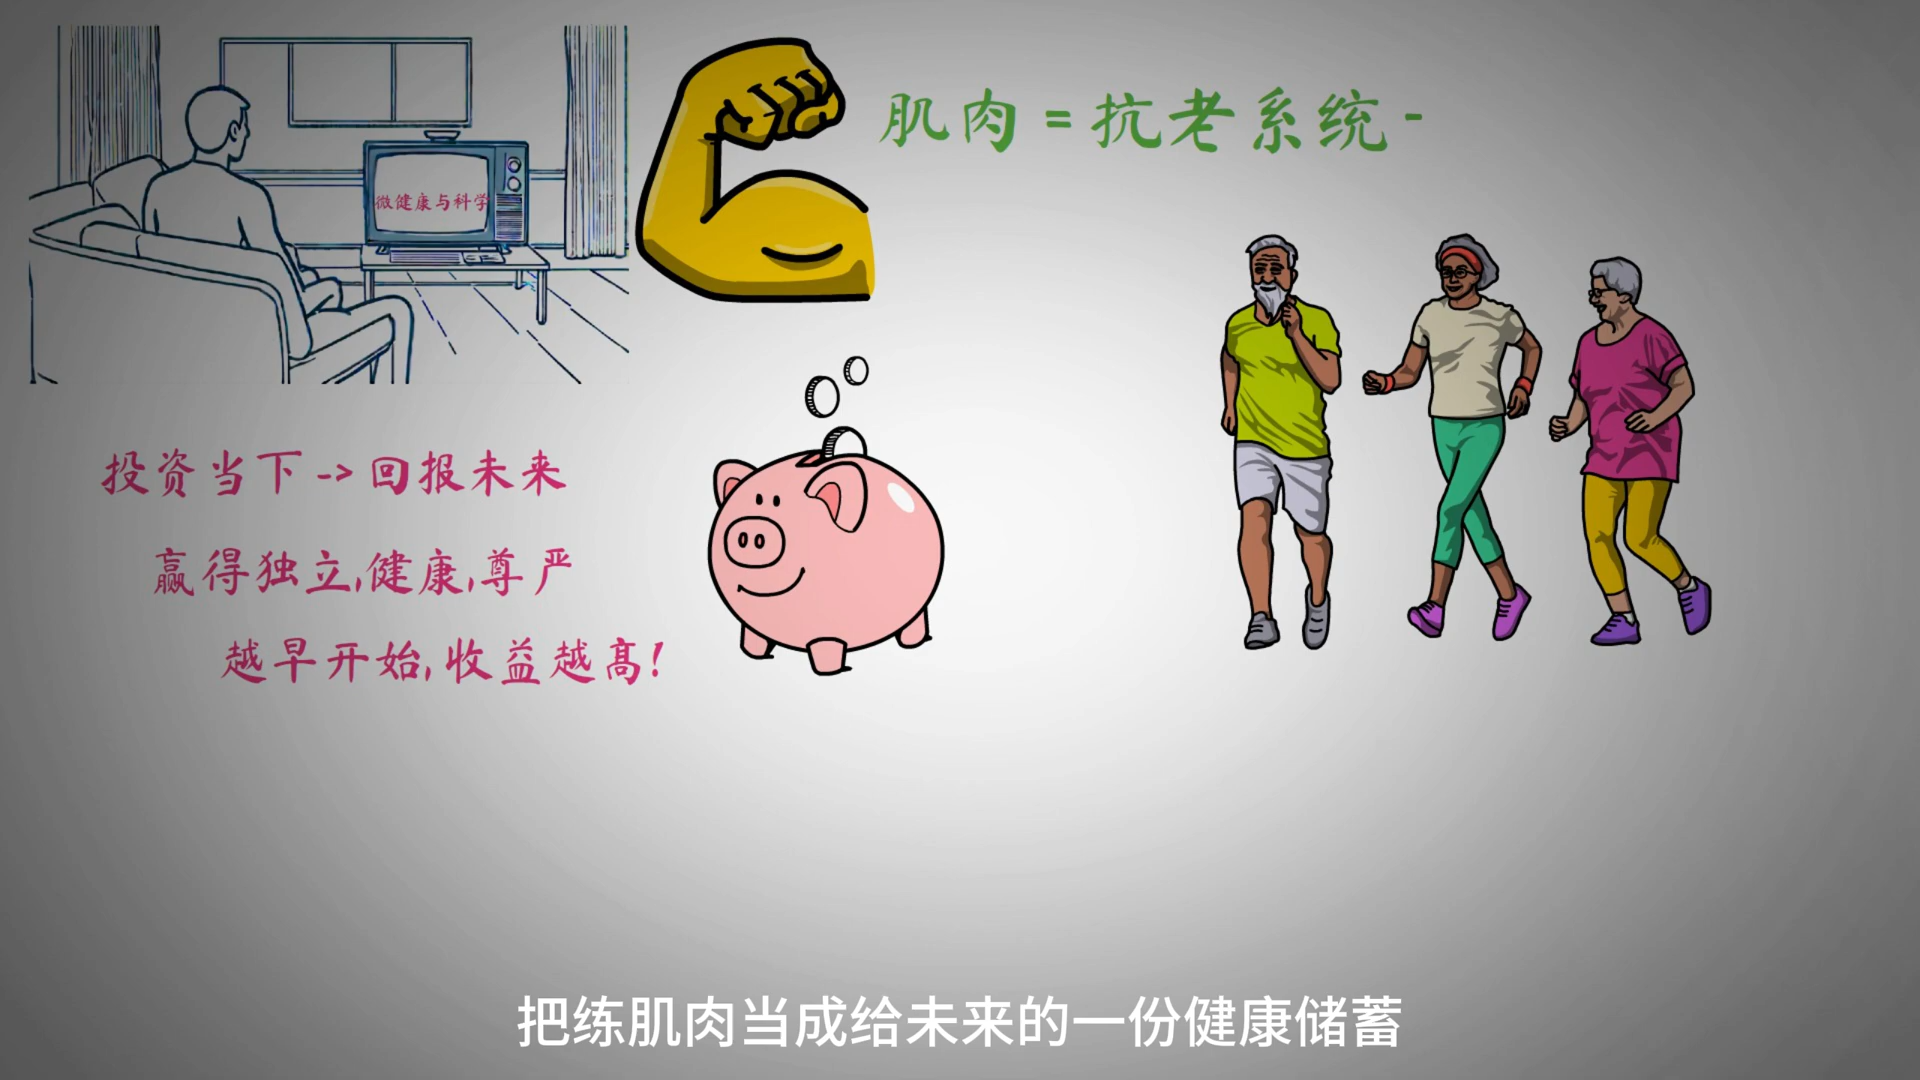 微健康与科学
肌肉=抗老系统-
投资当下->回报未来
赢得独立,健康,尊严
越早开始,收益越高!
把练肌肉当成给未来的一份健康储蓄